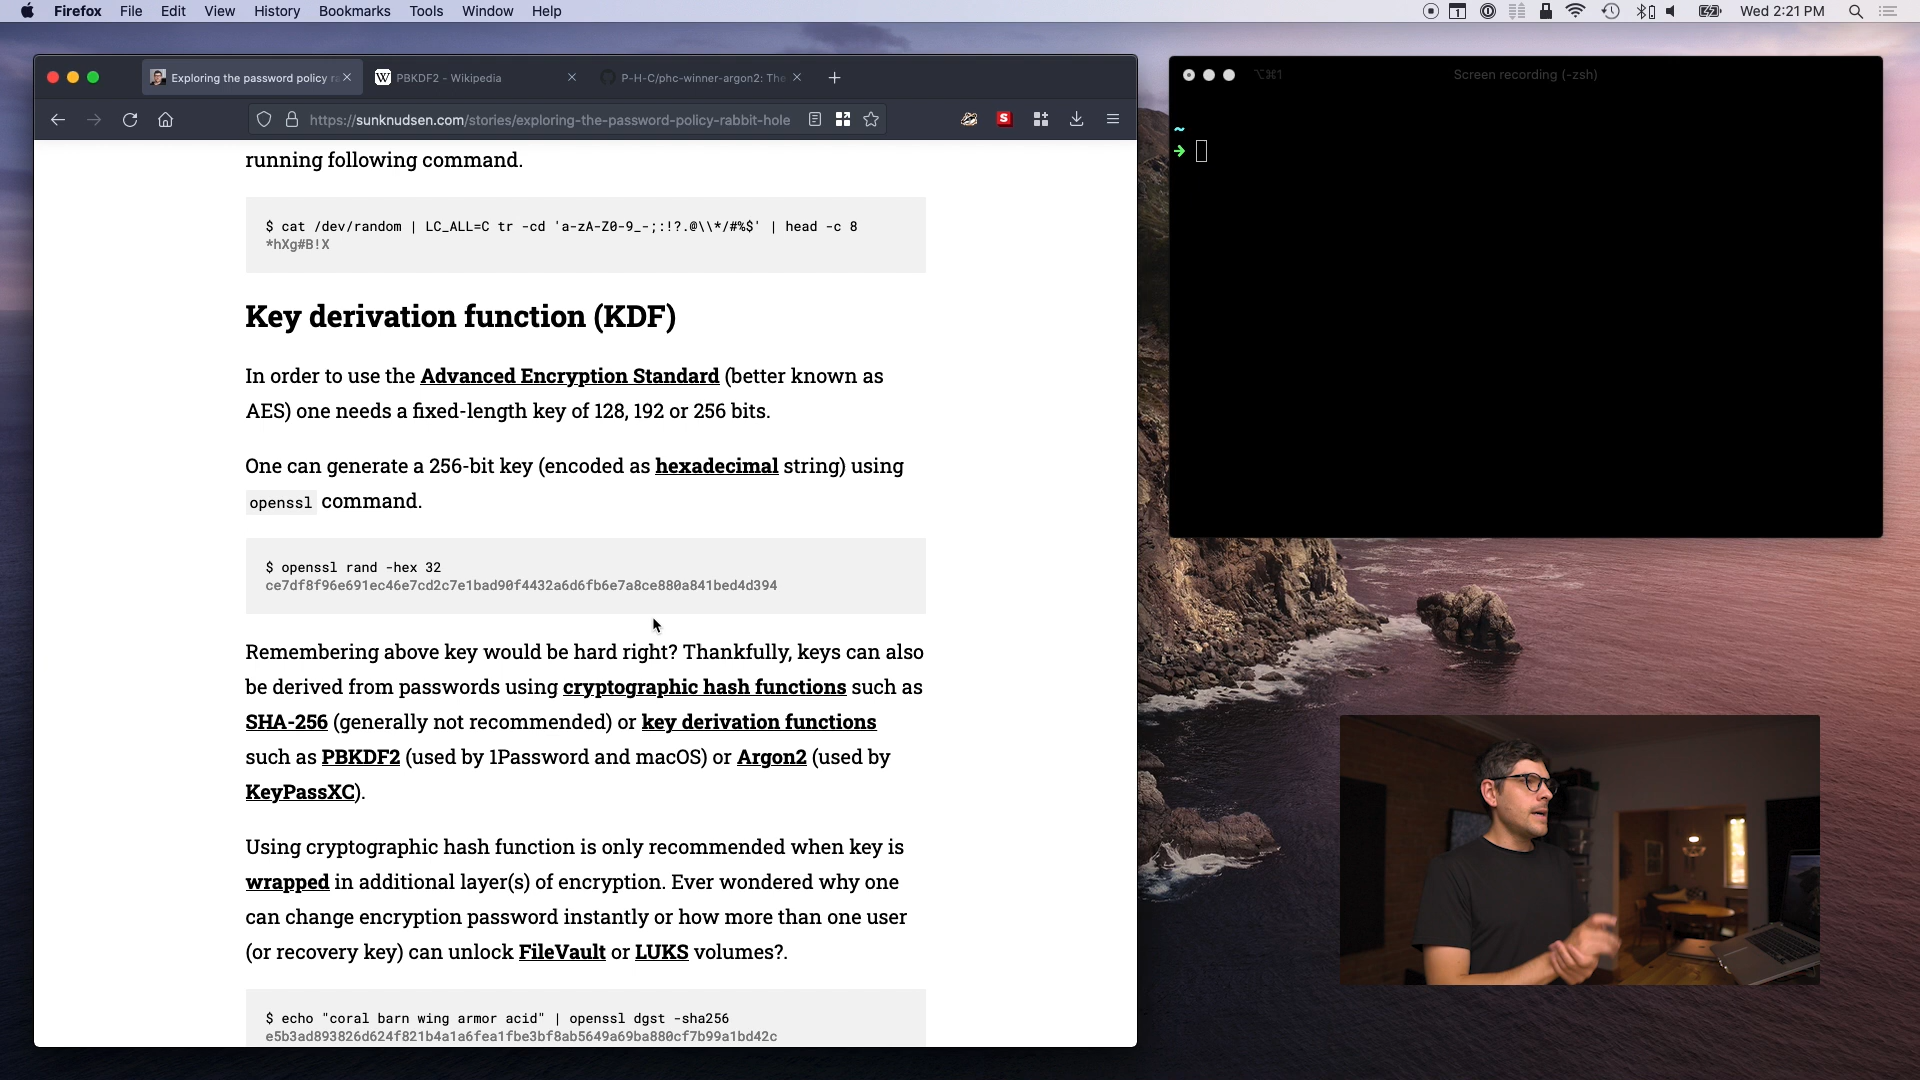 Firefox File Edit View History Bookmarks Tools Window Help
1
Wed 2:21 PM
Exploring the password policy ra
PBKDF2 - Wikipedia
P-H-C/phc-winner-argon2: The
https://sunknudsen.com/stories/exploring-the-password-policy-rabbit-hole
S
running following command.
$ cat /dev/random | LC_ALL=C tr -cd 'a-zA-Z0-9_-;:!?.@\\*/#%$' | head -c 8
*hXg#B!X
Key derivation function (KDF)
In order to use the Advanced Encryption Standard (better known as
AES) one needs a fixed-length key of 128, 192 or 256 bits.
One can generate a 256-bit key (encoded as hexadecimal string) using
openssl command.
$ openssl rand -hex 32
ce7df8f96e691ec46e7cd2c7e1bad90f4432a6d6fb6e7a8ce880a841bed4d394
Remembering above key would be hard right? Thankfully, keys can also
be derived from passwords using cryptographic hash functions such as
SHA-256 (generally not recommended) or key derivation functions
such as PBKDF2 (used by 1Password and macOS) or Argon2 (used by
KeyPassXC).
Using cryptographic hash function is only recommended when key is
wrapped in additional layer(s) of encryption. Ever wondered why one
can change encryption password instantly or how more than one user
(or recovery key) can unlock FileVault or LUKS volumes?.
$ echo "coral barn wing armor acid" | openssl dgst -sha256
e5b3ad893826d624f821b4a1a6fea1fbe3bf8ab5649a69ba880cf7b99a1bd42c
⌥⌘1
Screen recording (-zsh)
~
➜